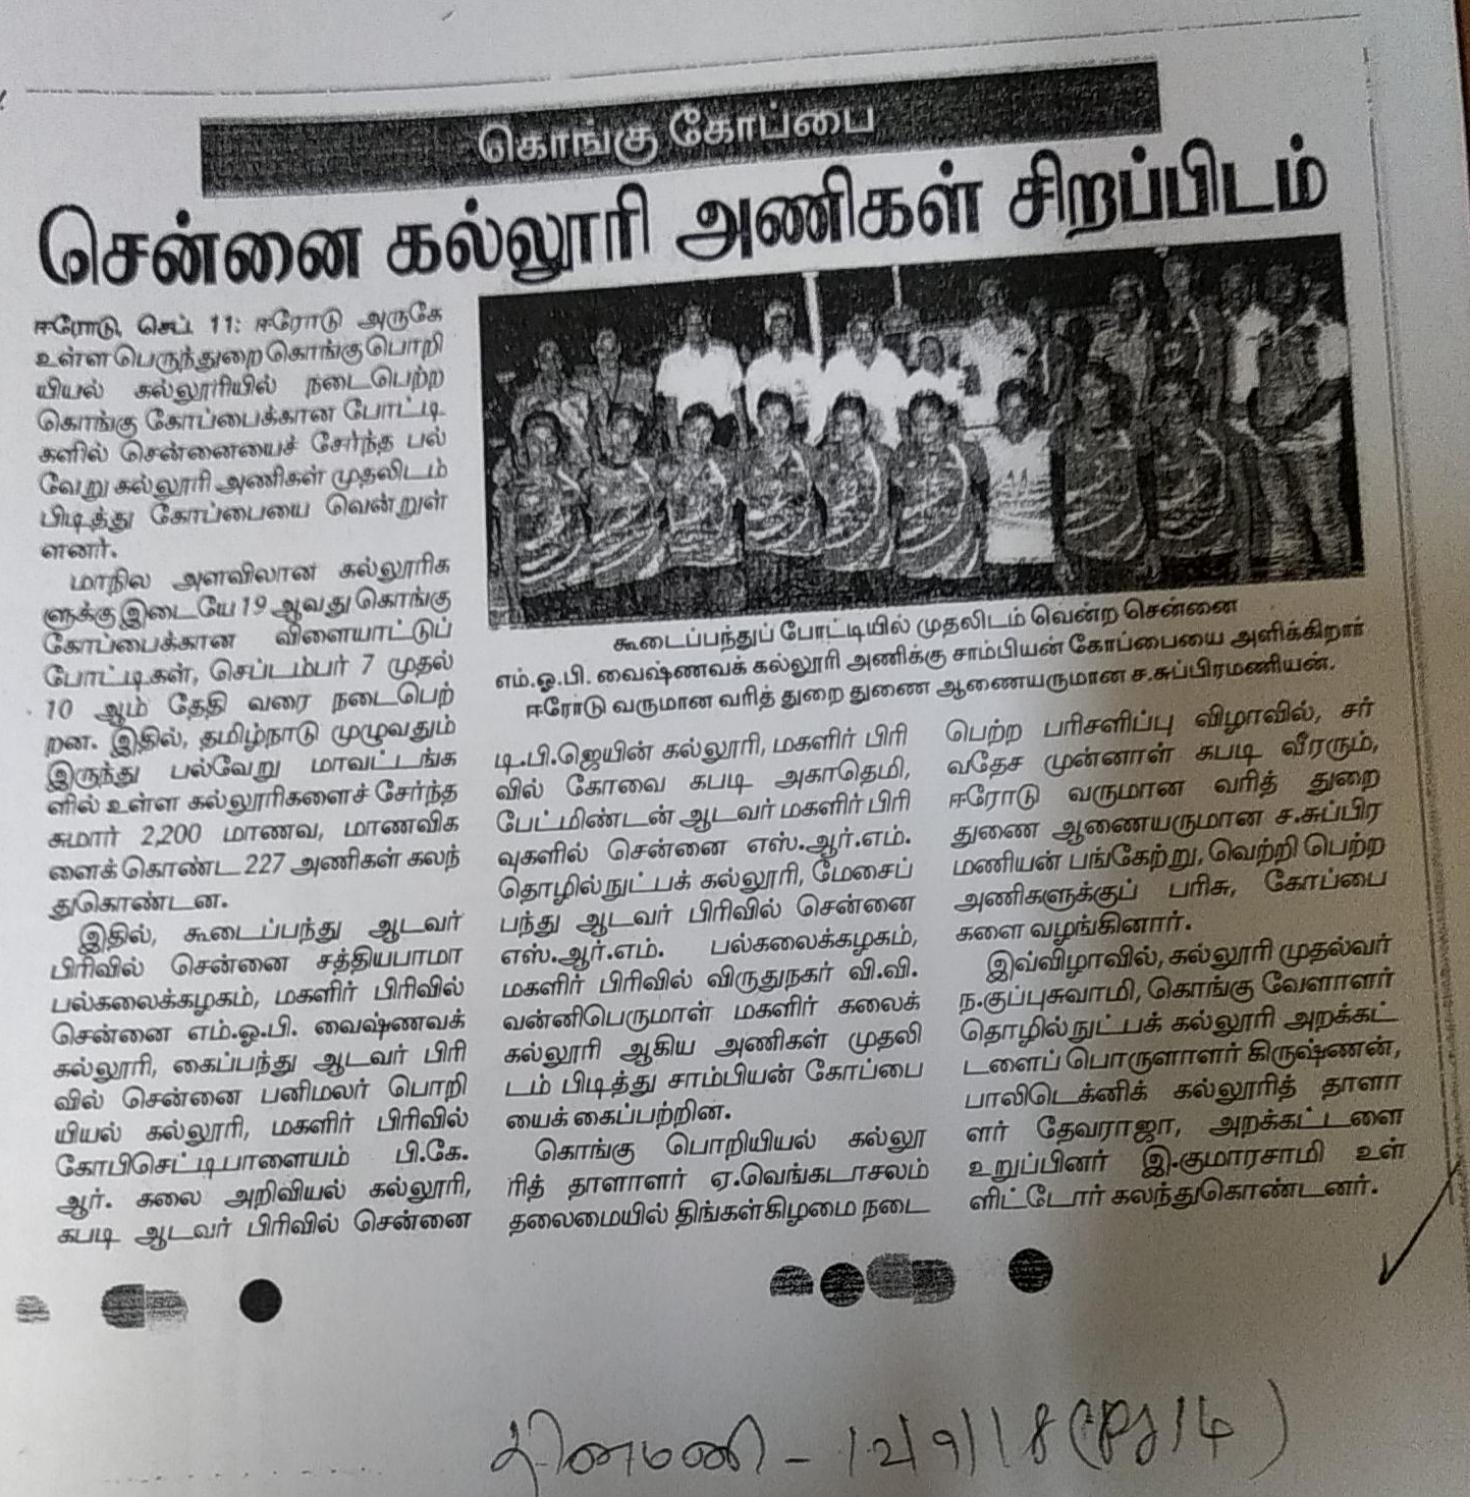 கொங்கு கோப்பை
சென்னை கல்லூரி அணிகள் சிறப்பிடம்
ஈரோடு, செப். 11: ஈரோடு அருகே
உள்ள பெருந்துறை கொங்கு பொறி
யியல் கல்லூரியில் நடைபெற்ற
கொங்கு கோப்பைக்கான போட்டி
களில் சென்னையைச் சேர்ந்த பல்
வேறு கல்லூரி அணிகள் முதலிடம்
பிடித்து கோப்பையை வென்றுள்
ளனர்.
மாநில அளவிலான கல்லூரிக
ளுக்கு இடையே 19 ஆவது கொங்கு
கோப்பைக்கான விளையாட்டுப்
போட்டிகள், செப்டம்பர் 7 முதல்
10 ஆம் தேதி வரை நடைபெற்
றன. இதில், தமிழ்நாடு முழுவதும்
இருந்து பல்வேறு மாவட்டங்க
ளில் உள்ள கல்லூரிகளைச் சேர்ந்த
சுமார் 2,200 மாணவ, மாணவிக
ளைக் கொண்ட 227 அணிகள் கலந்
துகொண்டன.
இதில், கூடைப்பந்து ஆடவர்
பிரிவில் சென்னை சத்தியபாமா
பல்கலைக்கழகம், மகளிர் பிரிவில்
சென்னை எம்.ஓ.பி. வைஷ்ணவக்
கல்லூரி, கைப்பந்து ஆடவர் பிரி
வில் சென்னை பனிமலர் பொறி
யியல் கல்லூரி, மகளிர் பிரிவில்
கோபிசெட்டிபாளையம் பி.கே.
ஆர். கலை அறிவியல் கல்லூரி,
கபடி ஆடவர் பிரிவில் சென்னை
கூடைப்பந்துப் போட்டியில் முதலிடம் வென்ற சென்னை
எம்.ஓ.பி. வைஷ்ணவக் கல்லூரி அணிக்கு சாம்பியன் கோப்பையை அளிக்கிறார்
ஈரோடு வருமான வரித் துறை துணை ஆணையருமான ச.சுப்பிரமணியன்.
டி.பி.ஜெயின் கல்லூரி, மகளிர் பிரி
வில் கோவை கபடி அகாதெமி,
பேட்மிண்டன் ஆடவர் மகளிர் பிரி
வுகளில் சென்னை எஸ்.ஆர்.எம்.
தொழில்நுட்பக் கல்லூரி, மேசைப்
பந்து ஆடவர் பிரிவில் சென்னை
எஸ்.ஆர்.எம். பல்கலைக்கழகம்,
மகளிர் பிரிவில் விருதுநகர் வி.வி.
வன்னிபெருமாள் மகளிர் கலைக்
கல்லூரி ஆகிய அணிகள் முதலி
டம் பிடித்து சாம்பியன் கோப்பை
யைக் கைப்பற்றின.
கொங்கு பொறியியல் கல்லூ
ரித் தாளாளர் ஏ.வெங்கடாசலம்
தலைமையில் திங்கள்கிழமை நடை
பெற்ற பரிசளிப்பு விழாவில், சர்
வதேச முன்னாள் கபடி வீரரும்,
ஈரோடு வருமான வரித் துறை
துணை ஆணையருமான ச.சுப்பிர
மணியன் பங்கேற்று, வெற்றி பெற்ற
அணிகளுக்குப் பரிசு, கோப்பை
களை வழங்கினார்.
இவ்விழாவில், கல்லூரி முதல்வர்
ந.குப்புசுவாமி, கொங்கு வேளாளர்
தொழில்நுட்பக் கல்லூரி அறக்கட்
டளைப் பொருளாளர் கிருஷ்ணன்,
பாலிடெக்னிக் கல்லூரித் தாளா
ளர் தேவராஜா, அறக்கட்டளை
உறுப்பினர் இ.குமாரசாமி உள்
ளிட்டோர் கலந்துகொண்டனர்.
தினமணி - 12/9/18 (Pg 14)